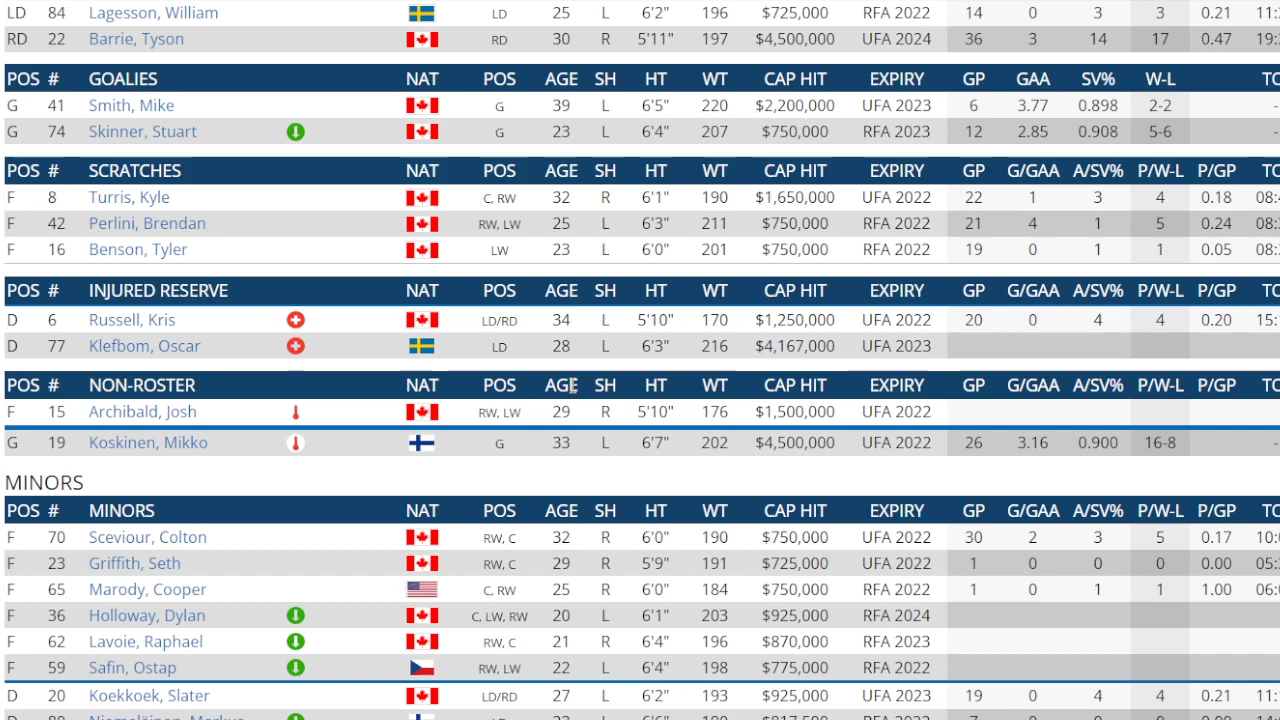 LD 84 Lagesson, William LD 25 L 6'2" 196 $725,000 RFA 2022 14 0 3 3 0.21 11:
RD 22 Barrie, Tyson RD 30 R 5'11" 197 $4,500,000 UFA 2024 36 3 14 17 0.47 19:
POS # GOALIES NAT POS AGE SH HT WT CAP HIT EXPIRY GP GAA SV% W-L TO
G 41 Smith, Mike G 39 L 6'5" 220 $2,200,000 UFA 2023 6 3.77 0.898 2-2 -
G 74 Skinner, Stuart G 23 L 6'4" 207 $750,000 RFA 2023 12 2.85 0.908 5-6 -
POS # SCRATCHES NAT POS AGE SH HT WT CAP HIT EXPIRY GP G/GAA A/SV% P/W-L P/GP TO
F 8 Turris, Kyle C, RW 32 R 6'1" 190 $1,650,000 UFA 2022 22 1 3 4 0.18 08:
F 42 Perlini, Brendan RW, LW 25 L 6'3" 211 $750,000 RFA 2022 21 4 1 5 0.24 08:
F 16 Benson, Tyler LW 23 L 6'0" 201 $750,000 RFA 2022 19 0 1 1 0.05 08:
POS # INJURED RESERVE NAT POS AGE SH HT WT CAP HIT EXPIRY GP G/GAA A/SV% P/W-L P/GP TO
D 6 Russell, Kris LD/RD 34 L 5'10" 170 $1,250,000 UFA 2022 20 0 4 4 0.20 15:
D 77 Klefbom, Oscar LD 28 L 6'3" 216 $4,167,000 UFA 2023
POS # NON-ROSTER NAT POS AGE SH HT WT CAP HIT EXPIRY GP G/GAA A/SV% P/W-L P/GP TO
F 15 Archibald, Josh RW, LW 29 R 5'10" 176 $1,500,000 UFA 2022
G 19 Koskinen, Mikko G 33 L 6'7" 202 $4,500,000 UFA 2022 26 3.16 0.900 16-8 -
MINORS
POS # MINORS NAT POS AGE SH HT WT CAP HIT EXPIRY GP G/GAA A/SV% P/W-L P/GP TO
F 70 Sceviour, Colton RW, C 32 R 6'0" 190 $750,000 UFA 2022 30 2 3 5 0.17 10:
F 23 Griffith, Seth RW, C 29 R 5'9" 191 $725,000 UFA 2022 1 0 0 0 0.00 05:
F 65 Marody, Cooper C, RW 25 R 6'0" 184 $750,000 RFA 2022 1 0 1 1 1.00 06:
F 36 Holloway, Dylan C, LW, RW 20 L 6'1" 203 $925,000 RFA 2024
F 62 Lavoie, Raphael RW, C 21 R 6'4" 196 $870,000 RFA 2023
F 59 Safin, Ostap RW, LW 22 L 6'4" 198 $775,000 RFA 2022
D 20 Koekkoek, Slater LD/RD 27 L 6'2" 193 $925,000 UFA 2023 19 0 4 4 0.21 11: